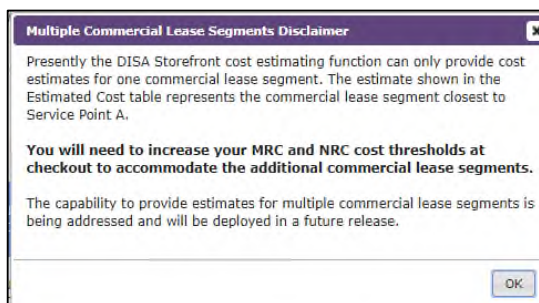 Multiple Commercial Lease Segments Disclaimer
Presently the DISA Storefront cost estimating function can only provide cost
estimates for one commercial lease segment. The estimate shown in the
Estimated Cost table represents the commercial lease segment closest to
Service Point A.
You will need to increase your MRC and NRC cost thresholds at
checkout to accommodate the additional commercial lease segments.
The capability to provide estimates for multiple commercial lease segments is
being addressed and will be deployed in a future release.
OK